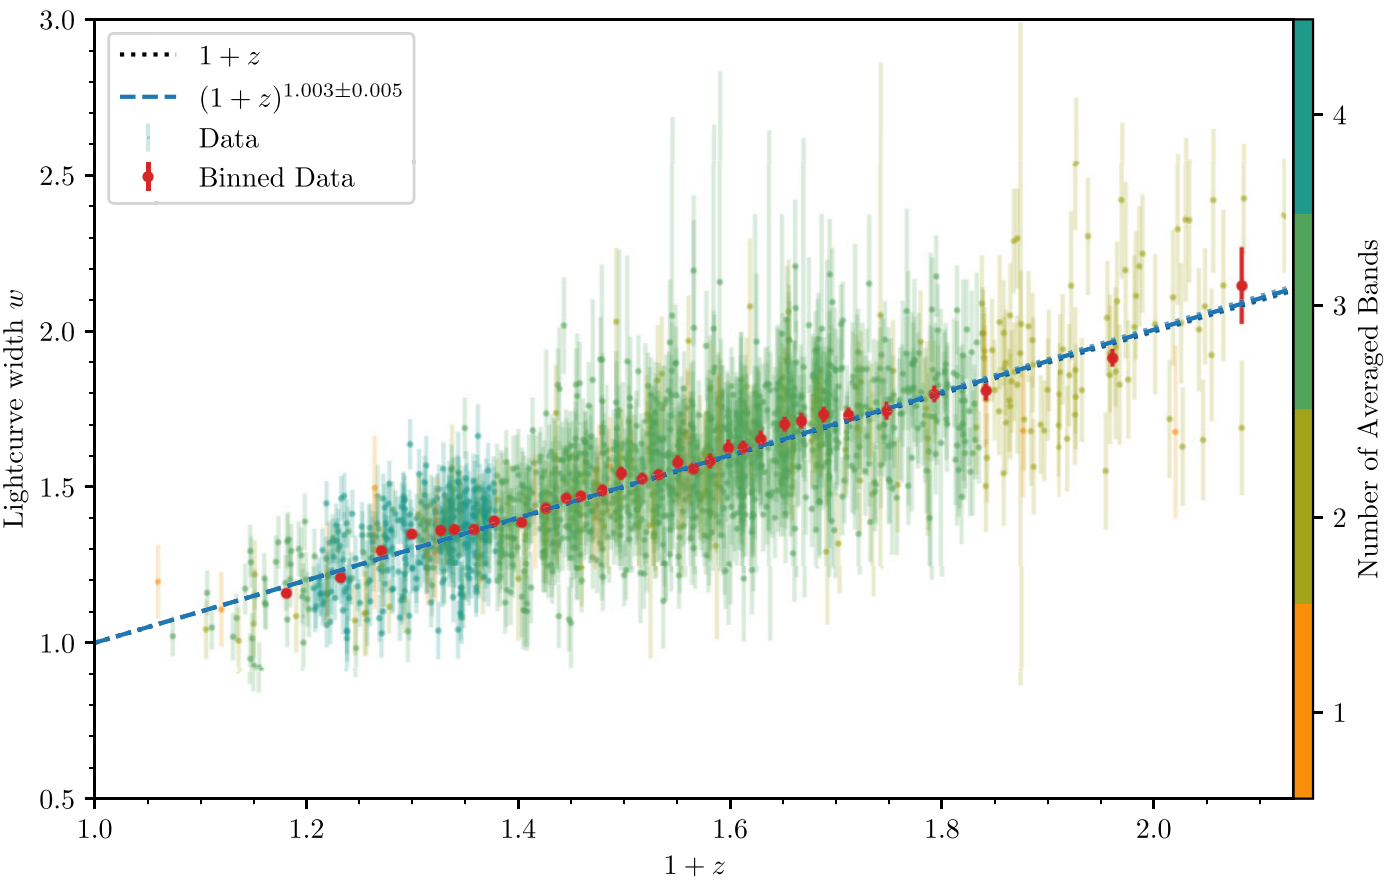 3.0
2.5
2.0
1.5
1.0
0.5
Lightcurve width w
1 + z
(1 + z)^{1.003±0.005}
Data
Binned Data
1.0 1.2 1.4 1.6 1.8 2.0
1 + z
4
3
2
1
Number of Averaged Bands